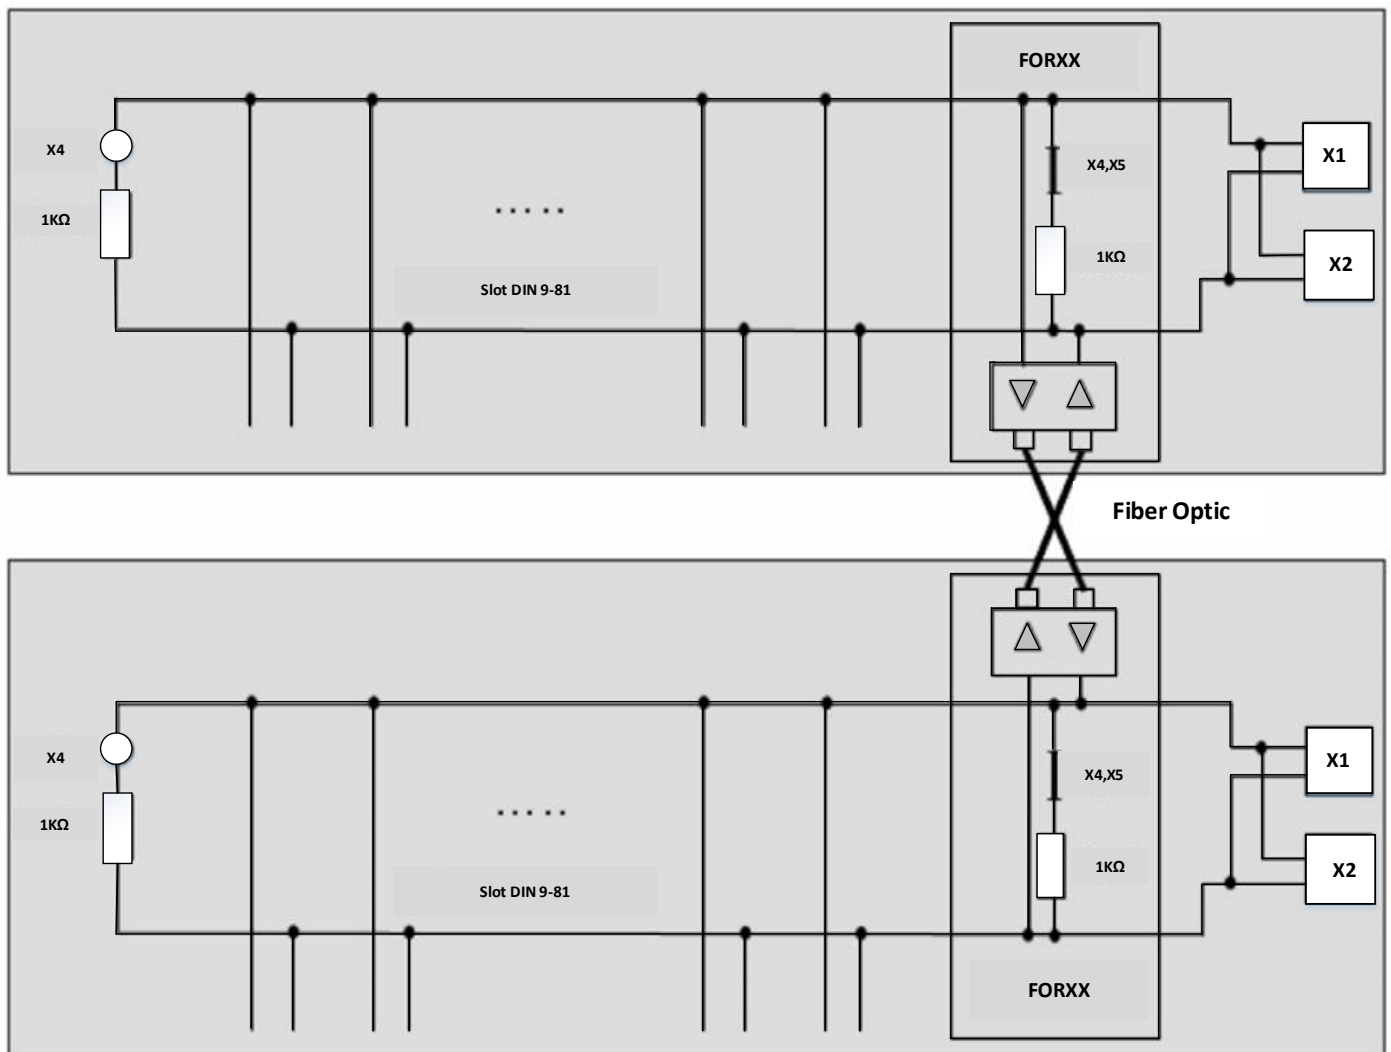 FORXX
X4
X4,X5
X1
1KΩ
1KΩ
X2
Slot DIN 9-81
Fiber Optic
X4
X4,X5
X1
1KΩ
1KΩ
X2
Slot DIN 9-81
FORXX